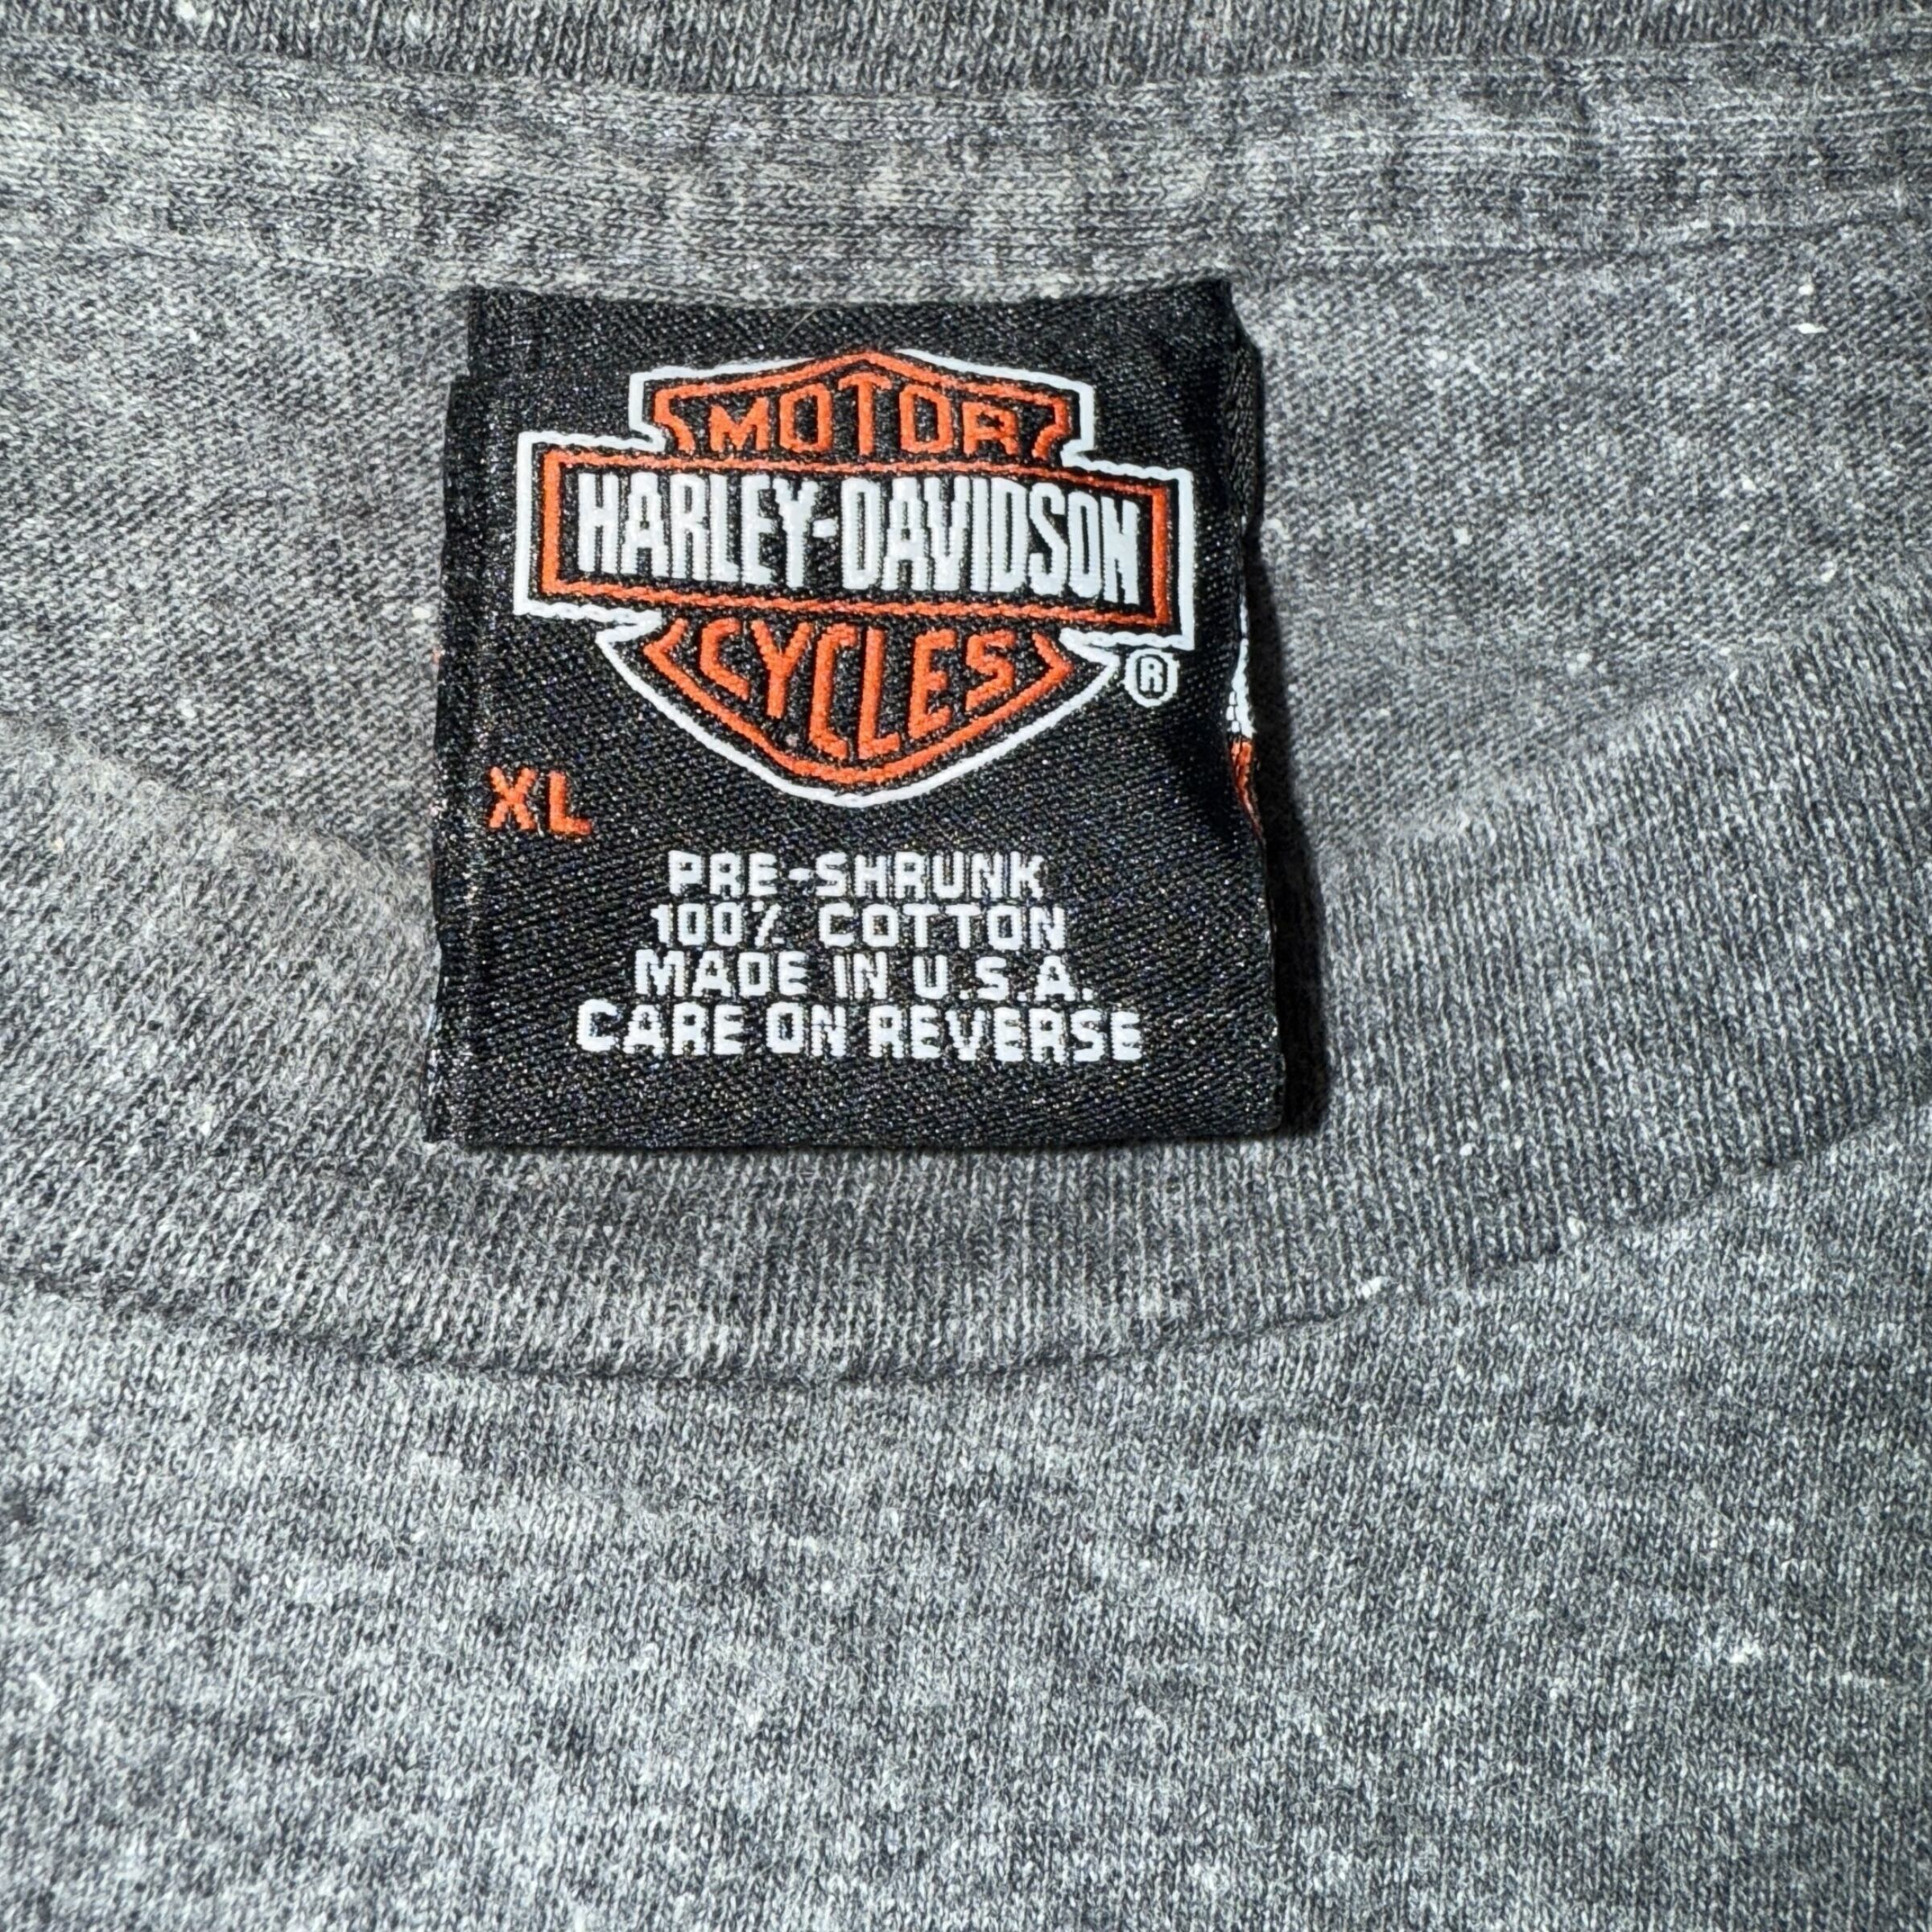 MOTOR
HARLEY-DAVIDSON
CYCLES
®
XL
PRE-SHRUNK
100% COTTON
MADE IN U.S.A.
CARE ON REVERSE